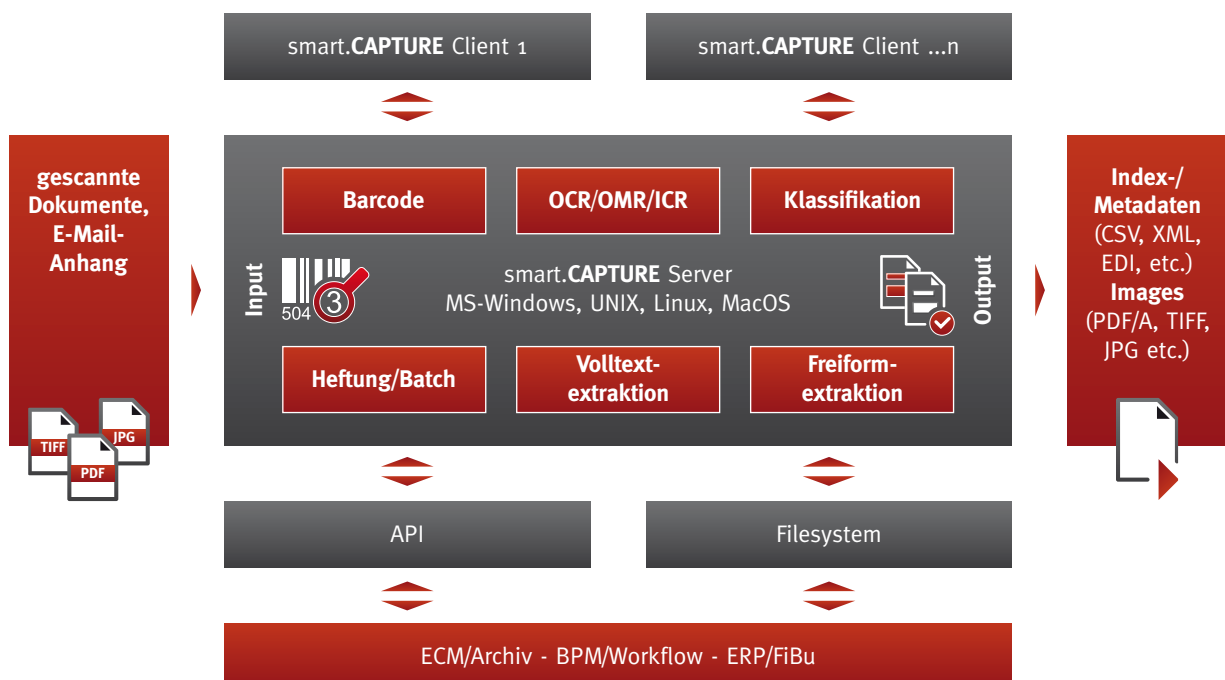 smart.CAPTURE Client 1
smart.CAPTURE Client ...n
gescannte
Dokumente,
E-Mail-
Anhang
TIFF
JPG
PDF
Input
Barcode
OCR/OMR/ICR
Klassifikation
504
3
smart.CAPTURE Server
MS-Windows, UNIX, Linux, MacOS
Heftung/Batch
Volltext-
extraktion
Freiform-
extraktion
Output
Index-/
Metadaten
(CSV, XML,
EDI, etc.)
Images
(PDF/A, TIFF,
JPG etc.)
API
Filesystem
ECM/Archiv - BPM/Workflow - ERP/FiBu